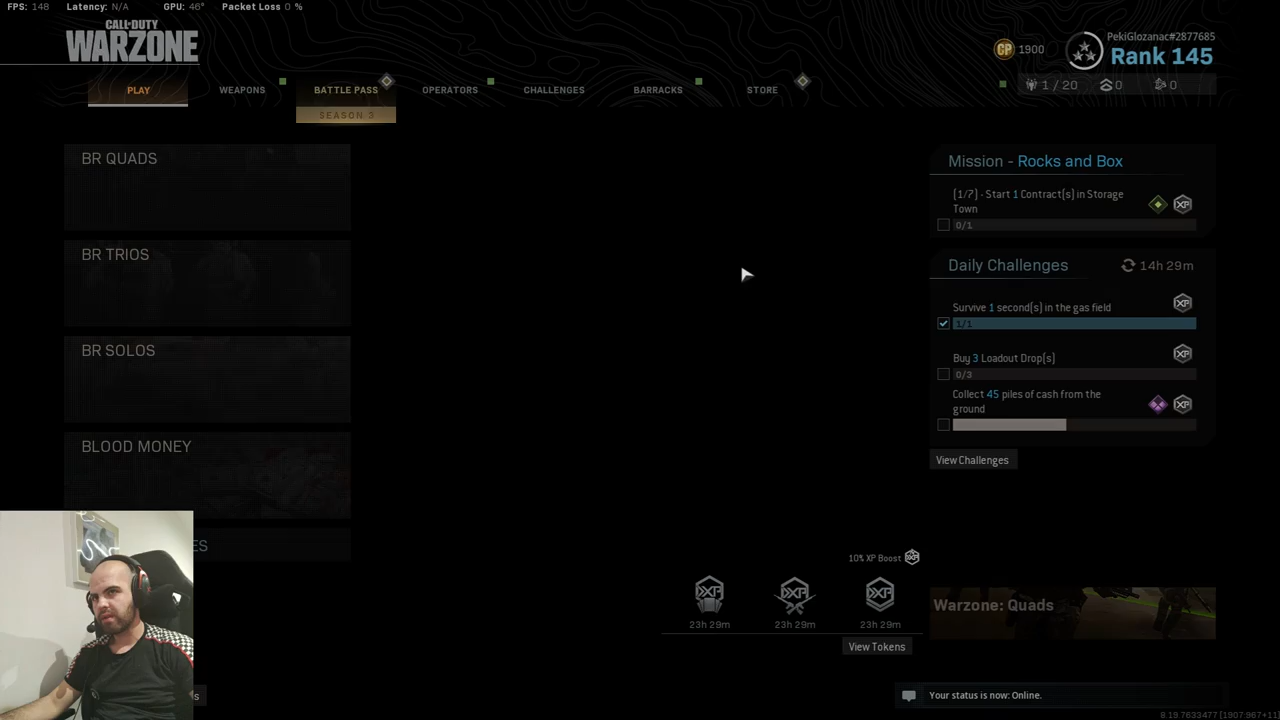 FPS: 148 Latency: N/A GPU: 46° Packet Loss 0 %
CALL OF DUTY
WARZONE
CP 1900
PekiGlozanac#2877685
Rank 145
1 / 20 0 0
PLAY WEAPONS BATTLE PASS OPERATORS CHALLENGES BARRACKS STORE
SEASON 3
BR QUADS
BR TRIOS
BR SOLOS
BLOOD MONEY
ES
s
Mission - Rocks and Box
[1/7] - Start 1 Contract[s] in Storage
Town
XP
0/1
Daily Challenges 14h 29m
Survive 1 second[s] in the gas field
XP
1/1
Buy 3 Loadout Drop[s]
XP
0/3
Collect 45 piles of cash from the
ground
XP
View Challenges
10% XP Boost
23h 29m 23h 29m 23h 29m
View Tokens
Warzone: Quads
Your status is now: Online.